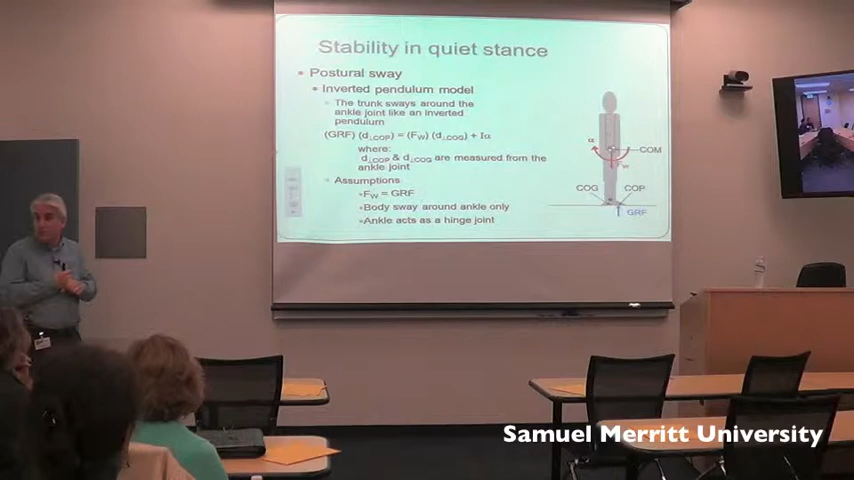 Stability in quiet stance
• Postural sway
• Inverted pendulum model
The trunk sways around the
ankle joint like an inverted
pendulum
(GRF) (d⊥COP) = (FW) (d⊥COG) + Iα
where:
d⊥COP & d⊥COG are measured from the
ankle joint
Assumptions
•FW = GRF
•Body sway around ankle only
•Ankle acts as a hinge joint
α
COM
FW
COG
COP
GRF
Samuel Merritt University